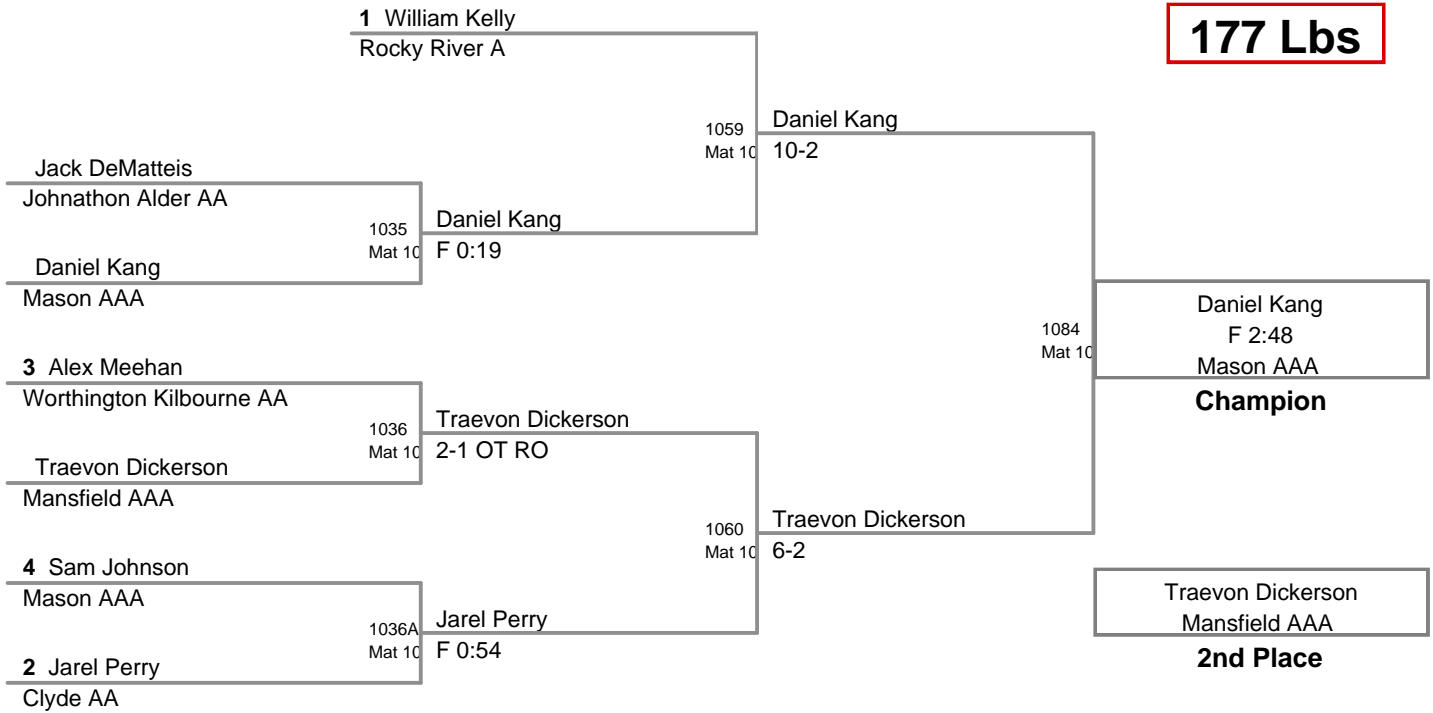 1 William Kelly
Rocky River A
177 Lbs
1059
Mat 10
Daniel Kang
10-2
Jack DeMatteis
Johnathon Alder AA
1035
Mat 10
Daniel Kang
F 0:19
Daniel Kang
Mason AAA
1084
Mat 10
Daniel Kang
F 2:48
Mason AAA
Champion
3 Alex Meehan
Worthington Kilbourne AA
1036
Mat 10
Traevon Dickerson
2-1 OT RO
Traevon Dickerson
Mansfield AAA
1060
Mat 10
Traevon Dickerson
6-2
4 Sam Johnson
Mason AAA
1036A
Mat 10
Jarel Perry
F 0:54
2 Jarel Perry
Clyde AA
Traevon Dickerson
Mansfield AAA
2nd Place